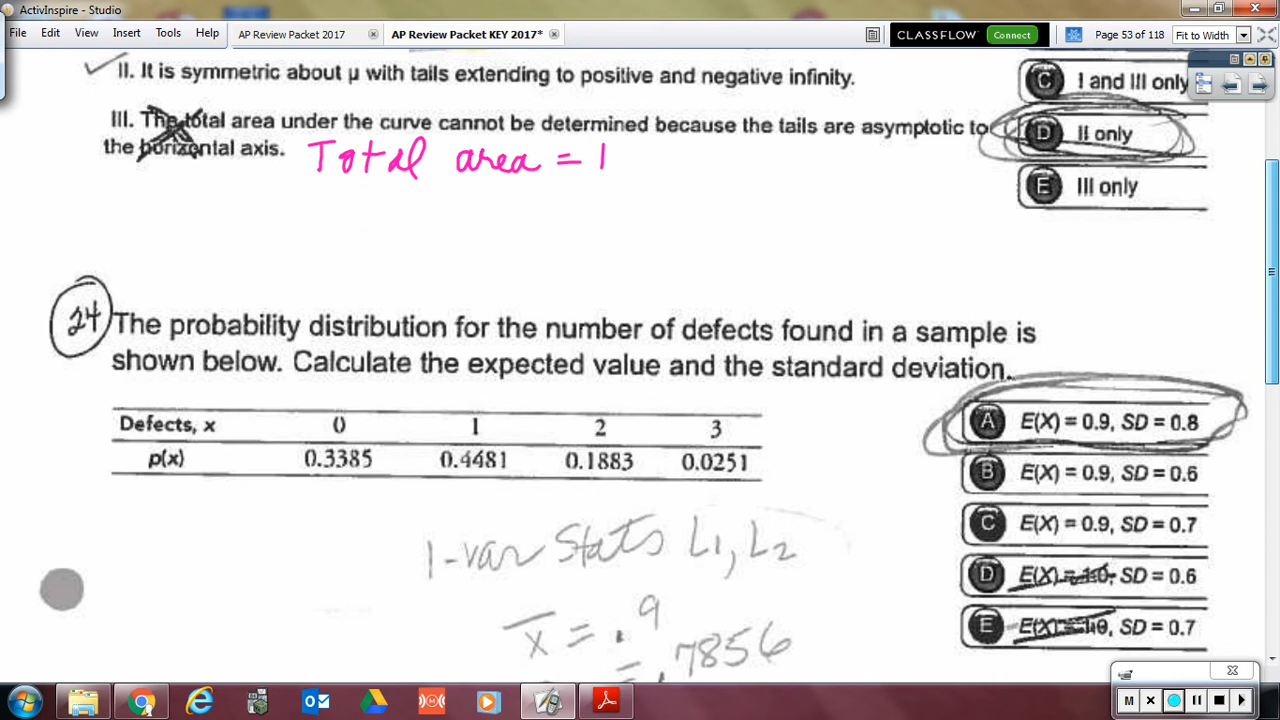 ActivInspire - Studio
File Edit View Insert Tools Help
AP Review Packet 2017
AP Review Packet KEY 2017*
CLASSFLOW Connect
Page 53 of 118
Fit to Width
II. It is symmetric about μ with tails extending to positive and negative infinity.
III. The total area under the curve cannot be determined because the tails are asymptotic to
the horizontal axis.
Total area = 1
C I and III only
D II only
E III only
24 The probability distribution for the number of defects found in a sample is
shown below. Calculate the expected value and the standard deviation.
Defects, x 0 1 2 3
p(x) 0.3385 0.4481 0.1883 0.0251
A E(X) = 0.9, SD = 0.8
B E(X) = 0.9, SD = 0.6
C E(X) = 0.9, SD = 0.7
D E(X) = 1.0, SD = 0.6
E E(X) = 1.0, SD = 0.7
1-var Stats L1, L2
x̄ = .9
= .7856
M